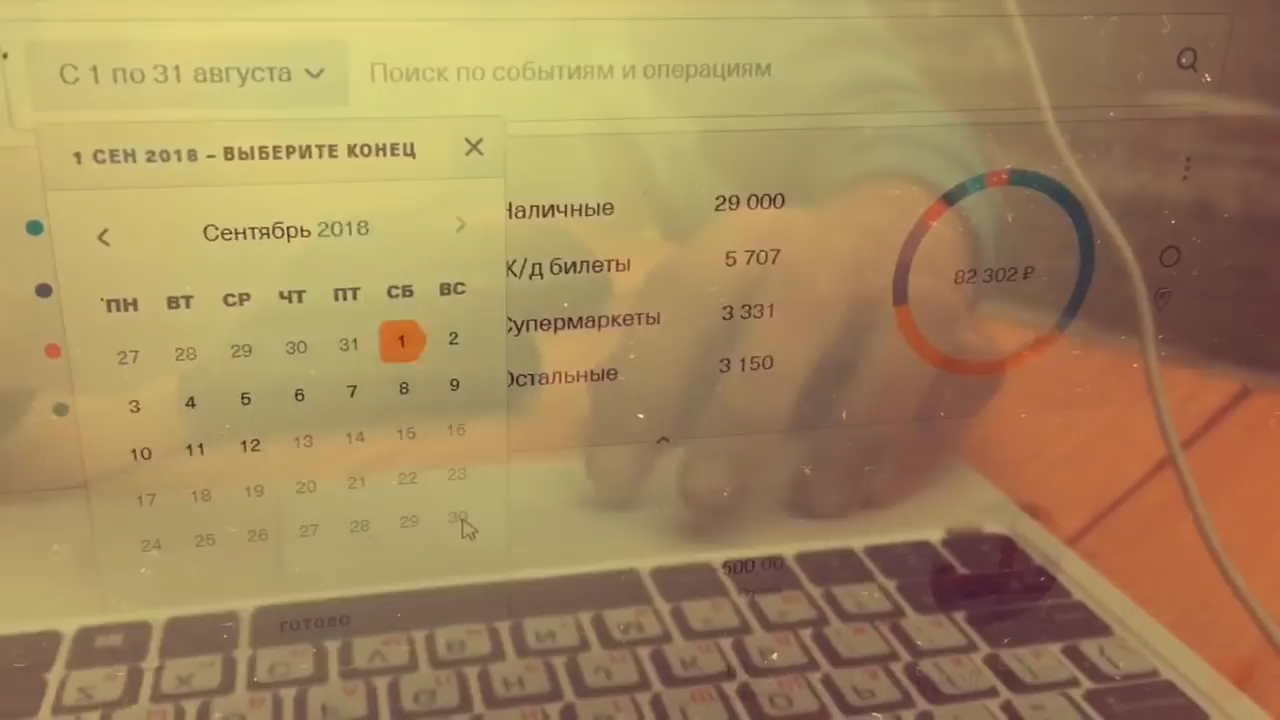 С 1 по 31 августа
Поиск по событиям и операциям
1 СЕН 2018 – ВЫБЕРИТЕ КОНЕЦ
Сентябрь 2018
ПН ВТ СР ЧТ ПТ СБ ВС
27 28 29 30 31 1 2
3 4 5 6 7 8 9
10 11 12 13 14 15 16
17 18 19 20 21 22 23
24 25 26 27 28 29 30
ГОТОВО
Наличные 29 000
Ж/д билеты 5 707
Супермаркеты 3 331
Остальные 3 150
82 302 ₽
500,00